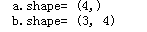 a.shape= (4,)
b.shape= (3, 4)